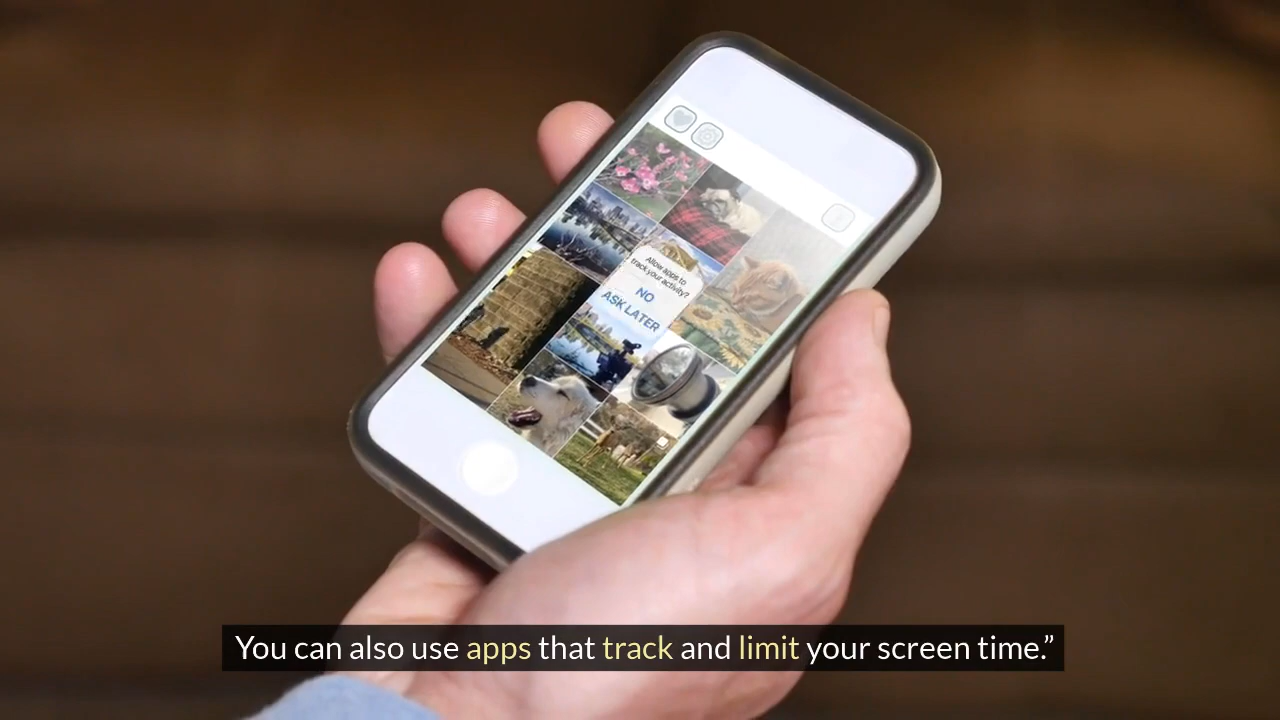 Allow apps to
track your activity?
NO
ASK LATER
You can also use apps that track and limit your screen time.”